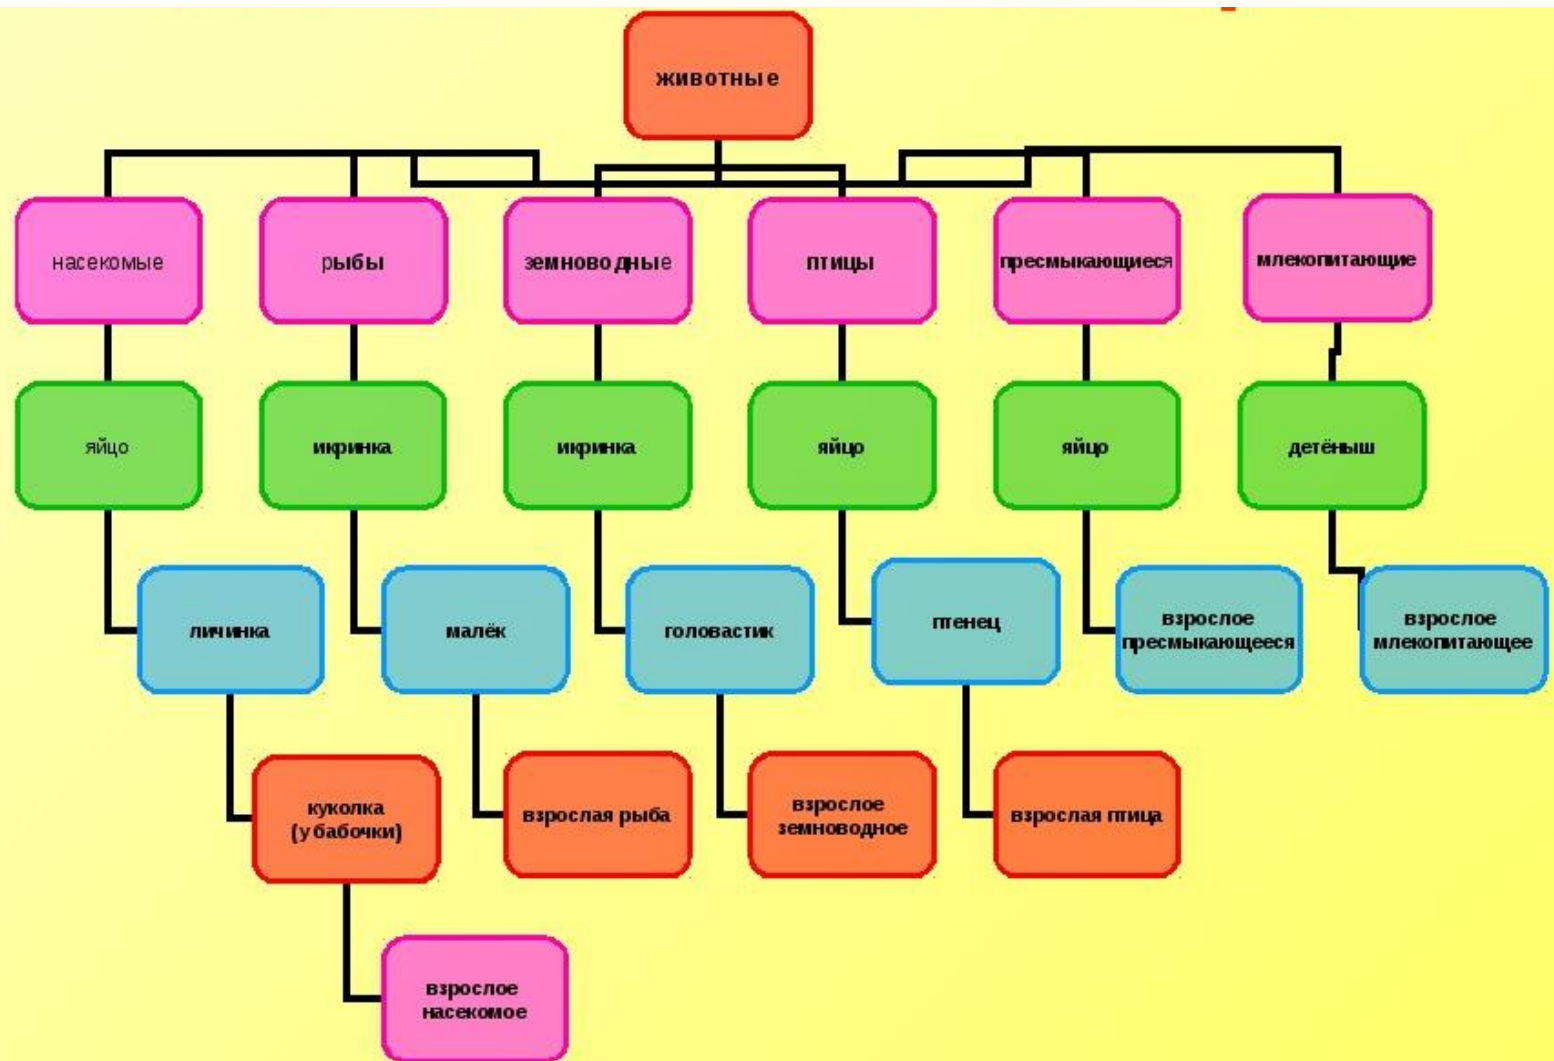 животные
насекомые
рыбы
земноводные
птицы
пресмыкающиеся
млекопитающие
яйцо
икринка
икринка
яйцо
яйцо
детёныш
личинка
малёк
головастик
птенец
взрослое
пресмыкающееся
взрослое
млекопитающее
куколка
(у бабочки)
взрослая рыба
взрослое
земноводное
взрослая птица
взрослое
насекомое